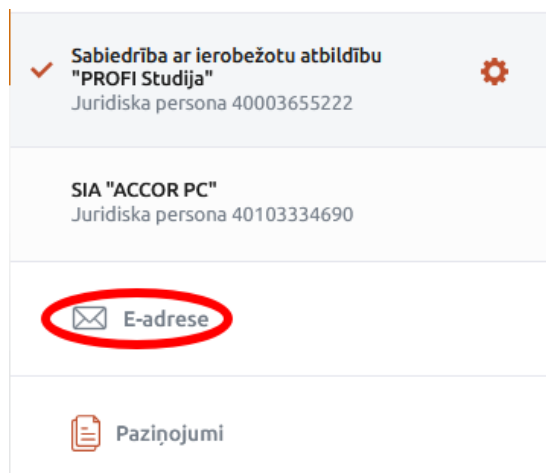 Sabiedrība ar ierobežotu atbildību
"PROFI Studija"
Juridiska persona 40003655222
SIA "ACCOR PC"
Juridiska persona 40103334690
E-adrese
Paziņojumi